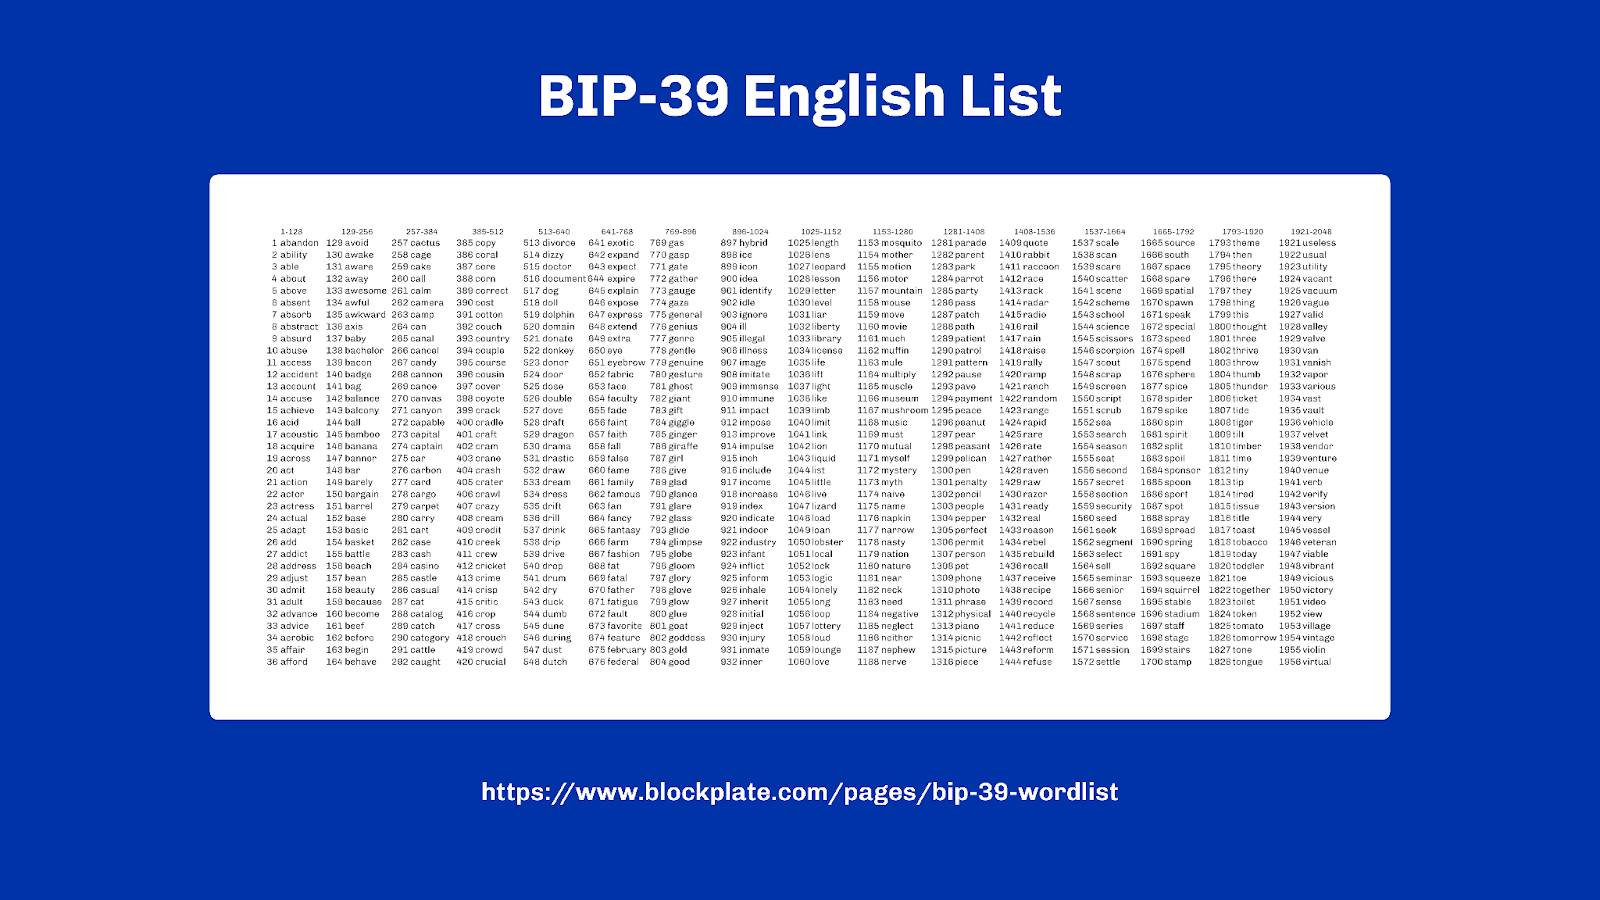 BIP-39 English List
1-128 129-256 257-384 385-512 513-640 641-768 769-896 896-1024 1025-1152 1153-1280 1281-1408 1408-1536 1537-1664 1665-1792 1793-1920 1921-2048
1 abandon 129 avoid 257 cactus 385 copy 513 divorce 641 exotic 769 gas 897 hybrid 1025 length 1153 mosquito 1281 parade 1409 quote 1537 scale 1665 source 1793 theme 1921 useless
2 ability 130 awake 258 cage 386 coral 514 dizzy 642 expand 770 gasp 898 ice 1026 lens 1154 mother 1282 parent 1410 rabbit 1538 scan 1666 south 1794 then 1922 usual
3 able 131 aware 259 cake 387 core 515 doctor 643 expect 771 gate 899 icon 1027 leopard 1155 motion 1283 park 1411 raccoon 1539 scare 1667 space 1795 theory 1923 utility
4 about 132 away 260 call 388 corn 516 document 644 expire 772 gather 900 idea 1028 lesson 1156 motor 1284 parrot 1412 race 1540 scatter 1668 spare 1796 there 1924 vacant
5 above 133 awesome 261 calm 389 correct 517 dog 645 explain 773 gauge 901 identify 1029 letter 1157 mountain 1285 party 1413 rack 1541 scene 1669 spatial 1797 they 1925 vacuum
6 absent 134 awful 262 camera 390 cost 518 doll 646 expose 774 gaze 902 idle 1030 level 1158 mouse 1286 pass 1414 radar 1542 scheme 1670 spawn 1798 thing 1926 vague
7 absorb 135 awkward 263 camp 391 cotton 519 dolphin 647 express 775 general 903 ignore 1031 liar 1159 move 1287 patch 1415 radio 1543 school 1671 speak 1799 this 1927 valid
8 abstract 136 axis 264 can 392 couch 520 domain 648 extend 776 genius 904 ill 1032 liberty 1160 movie 1288 path 1416 rail 1544 science 1672 special 1800 thought 1928 valley
9 absurd 137 baby 265 canal 393 country 521 donate 649 extra 777 genre 905 illegal 1033 library 1161 much 1289 patient 1417 rain 1545 scissors 1673 speed 1801 three 1929 valve
10 abuse 138 bachelor 266 cancel 394 couple 522 donkey 650 eye 778 gentle 906 illness 1034 license 1162 muffin 1290 patrol 1418 raise 1546 scorpion 1674 spell 1802 thrive 1930 van
11 access 139 bacon 267 candy 395 course 523 donor 651 eyebrow 779 genuine 907 image 1035 life 1163 mule 1291 pattern 1419 rally 1547 scout 1675 spend 1803 throw 1931 vanish
12 accident 140 badge 268 cannon 396 cousin 524 door 652 fabric 780 gesture 908 imitate 1036 lift 1164 multiply 1292 pause 1420 ramp 1548 scrap 1676 sphere 1804 thumb 1932 vapor
13 account 141 bag 269 canoe 397 cover 525 dose 653 face 781 ghost 909 immense 1037 light 1165 muscle 1293 pave 1421 ranch 1549 screen 1677 spice 1805 thunder 1933 various
14 accuse 142 balance 270 canvas 398 coyote 526 double 654 faculty 782 giant 910 immune 1038 like 1166 museum 1294 payment 1422 random 1550 script 1678 spider 1806 ticket 1934 vast
15 achieve 143 balcony 271 canyon 399 crack 527 dove 655 fade 783 gift 911 impact 1039 limb 1167 mushroom 1295 peace 1423 range 1551 scrub 1679 spike 1807 tide 1935 vault
16 acid 144 ball 272 capable 400 cradle 528 draft 656 faint 784 giggle 912 impose 1040 limit 1168 music 1296 peanut 1424 rapid 1552 sea 1680 spin 1808 tiger 1936 vehicle
17 acoustic 145 bamboo 273 capital 401 craft 529 dragon 657 faith 785 ginger 913 improve 1041 link 1169 must 1297 pear 1425 rare 1553 search 1681 spirit 1809 tilt 1937 velvet
18 acquire 146 banana 274 captain 402 cram 530 drama 658 fall 786 giraffe 914 impulse 1042 lion 1170 mutual 1298 peasant 1426 rate 1554 season 1682 split 1810 timber 1938 vendor
19 across 147 banner 275 car 403 crane 531 drastic 659 false 787 girl 915 inch 1043 liquid 1171 myself 1299 pelican 1427 rather 1555 seat 1683 spoil 1811 time 1939 venture
20 act 148 bar 276 carbon 404 crash 532 draw 660 fame 788 give 916 include 1044 list 1172 mystery 1300 pen 1428 raven 1556 second 1684 sponsor 1812 tiny 1940 venue
21 action 149 barely 277 card 405 crater 533 dream 661 family 789 glad 917 income 1045 little 1173 myth 1301 penalty 1429 raw 1557 secret 1685 spoon 1813 tip 1941 verb
22 actor 150 bargain 278 cargo 406 crawl 534 dress 662 famous 790 glance 918 increase 1046 live 1174 naive 1302 pencil 1430 razor 1558 section 1686 sport 1814 tired 1942 verify
23 actress 151 barrel 279 carpet 407 crazy 535 drift 663 fan 791 glare 919 index 1047 lizard 1175 name 1303 people 1431 ready 1559 security 1687 spot 1815 tissue 1943 version
24 actual 152 base 280 carry 408 cream 536 drill 664 fancy 792 glass 920 indicate 1048 load 1176 napkin 1304 pepper 1432 real 1560 seed 1688 spray 1816 title 1944 very
25 adapt 153 basic 281 cart 409 credit 537 drink 665 fantasy 793 glide 921 indoor 1049 loan 1177 narrow 1305 perfect 1433 reason 1561 seek 1689 spread 1817 toast 1945 vessel
26 add 154 basket 282 case 410 creek 538 drip 666 farm 794 glimpse 922 industry 1050 lobster 1178 nasty 1306 permit 1434 rebel 1562 segment 1690 spring 1818 tobacco 1946 veteran
27 addict 155 battle 283 cash 411 crew 539 drive 667 fashion 795 globe 923 infant 1051 local 1179 nation 1307 person 1435 rebuild 1563 select 1691 spy 1819 today 1947 viable
28 address 156 beach 284 casino 412 cricket 540 drop 668 fat 796 gloom 924 inflict 1052 lock 1180 nature 1308 pet 1436 recall 1564 sell 1692 square 1820 toddler 1948 vibrant
29 adjust 157 bean 285 castle 413 crime 541 drum 669 fatal 797 glory 925 inform 1053 logic 1181 near 1309 phone 1437 receive 1565 seminar 1693 squeeze 1821 toe 1949 vicious
30 admit 158 beauty 286 casual 414 crisp 542 dry 670 father 798 glove 926 inhale 1054 lonely 1182 neck 1310 photo 1438 recipe 1566 senior 1694 squirrel 1822 together 1950 victory
31 adult 159 because 287 cat 415 critic 543 duck 671 fatigue 799 glow 927 inherit 1055 long 1183 need 1311 phrase 1439 record 1567 sense 1695 stable 1823 toilet 1951 video
32 advance 160 become 288 catalog 416 crop 544 dumb 672 fault 800 glue 928 initial 1056 loop 1184 negative 1312 physical 1440 recycle 1568 sentence 1696 stadium 1824 token 1952 view
33 advice 161 beef 289 catch 417 cross 545 dune 673 favorite 801 goat 929 inject 1057 lottery 1185 neglect 1313 piano 1441 reduce 1569 series 1697 staff 1825 tomato 1953 village
34 aerobic 162 before 290 category 418 crouch 546 during 674 feature 802 goddess 930 injury 1058 loud 1186 neither 1314 picnic 1442 reflect 1570 service 1698 stage 1826 tomorrow 1954 vintage
35 affair 163 begin 291 cattle 419 crowd 547 dust 675 february 803 gold 931 inmate 1059 lounge 1187 nephew 1315 picture 1443 reform 1571 session 1699 stairs 1827 tone 1955 violin
36 afford 164 behave 292 caught 420 crucial 548 dutch 676 federal 804 good 932 inner 1060 love 1188 nerve 1316 piece 1444 refuse 1572 settle 1700 stamp 1828 tongue 1956 virtual
https://www.blockplate.com/pages/bip-39-wordlist